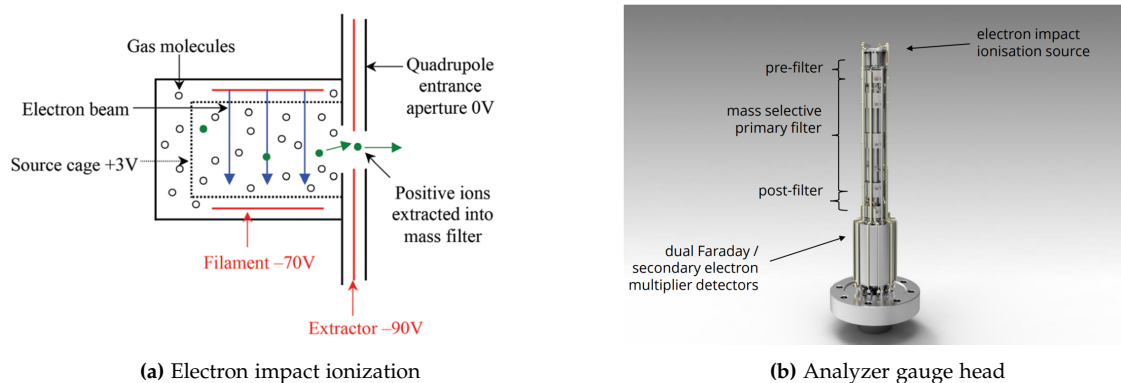 Gas molecules
Electron beam
Source cage +3V
Filament –70V
Extractor –90V
Quadrupole
entrance
aperture 0V
Positive ions
extracted into
mass filter
(a) Electron impact ionization
electron impact
ionisation source
pre-filter
mass selective
primary filter
post-filter
dual Faraday /
secondary electron
multiplier detectors
(b) Analyzer gauge head